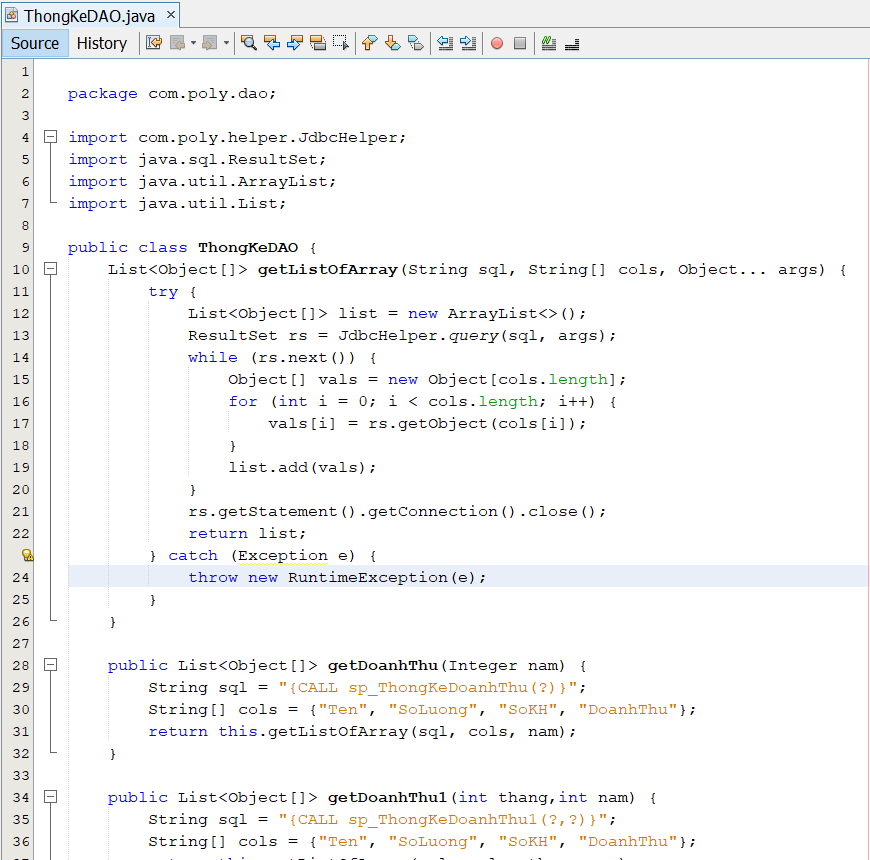 ThongKeDAO.java ×
Source History
1
2 package com.poly.dao;
3
4 import com.poly.helper.JdbcHelper;
5 import java.sql.ResultSet;
6 import java.util.ArrayList;
7 import java.util.List;
8
9 public class ThongKeDAO {
10 List<Object[]> getListOfArray(String sql, String[] cols, Object... args) {
11 try {
12 List<Object[]> list = new ArrayList<>();
13 ResultSet rs = JdbcHelper.query(sql, args);
14 while (rs.next()) {
15 Object[] vals = new Object[cols.length];
16 for (int i = 0; i < cols.length; i++) {
17 vals[i] = rs.getObject(cols[i]);
18 }
19 list.add(vals);
20 }
21 rs.getStatement().getConnection().close();
22 return list;
} catch (Exception e) {
24 throw new RuntimeException(e);
25 }
26 }
27
28 public List<Object[]> getDoanhThu(Integer nam) {
29 String sql = "{CALL sp_ThongKeDoanhThu(?)}";
30 String[] cols = {"Ten", "SoLuong", "SoKH", "DoanhThu"};
31 return this.getListOfArray(sql, cols, nam);
32 }
33
34 public List<Object[]> getDoanhThu1(int thang,int nam) {
35 String sql = "{CALL sp_ThongKeDoanhThu1(?,?)}";
36 String[] cols = {"Ten", "SoLuong", "SoKH", "DoanhThu"};